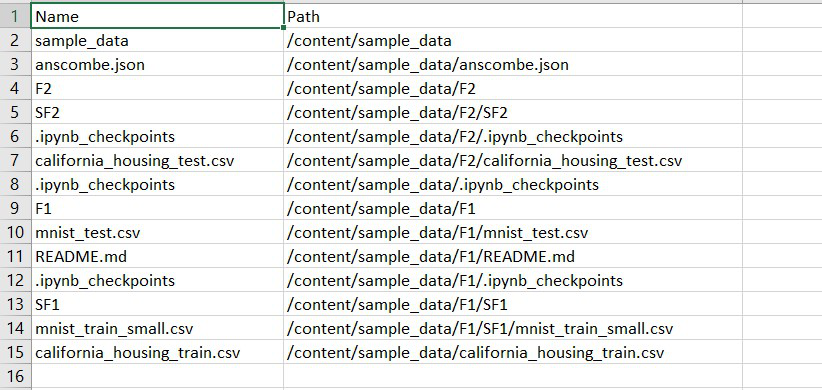 1 Name Path
2 sample_data /content/sample_data
3 anscombe.json /content/sample_data/anscombe.json
4 F2 /content/sample_data/F2
5 SF2 /content/sample_data/F2/SF2
6 .ipynb_checkpoints /content/sample_data/F2/.ipynb_checkpoints
7 california_housing_test.csv /content/sample_data/F2/california_housing_test.csv
8 .ipynb_checkpoints /content/sample_data/.ipynb_checkpoints
9 F1 /content/sample_data/F1
10 mnist_test.csv /content/sample_data/F1/mnist_test.csv
11 README.md /content/sample_data/F1/README.md
12 .ipynb_checkpoints /content/sample_data/F1/.ipynb_checkpoints
13 SF1 /content/sample_data/F1/SF1
14 mnist_train_small.csv /content/sample_data/F1/SF1/mnist_train_small.csv
15 california_housing_train.csv /content/sample_data/california_housing_train.csv
16